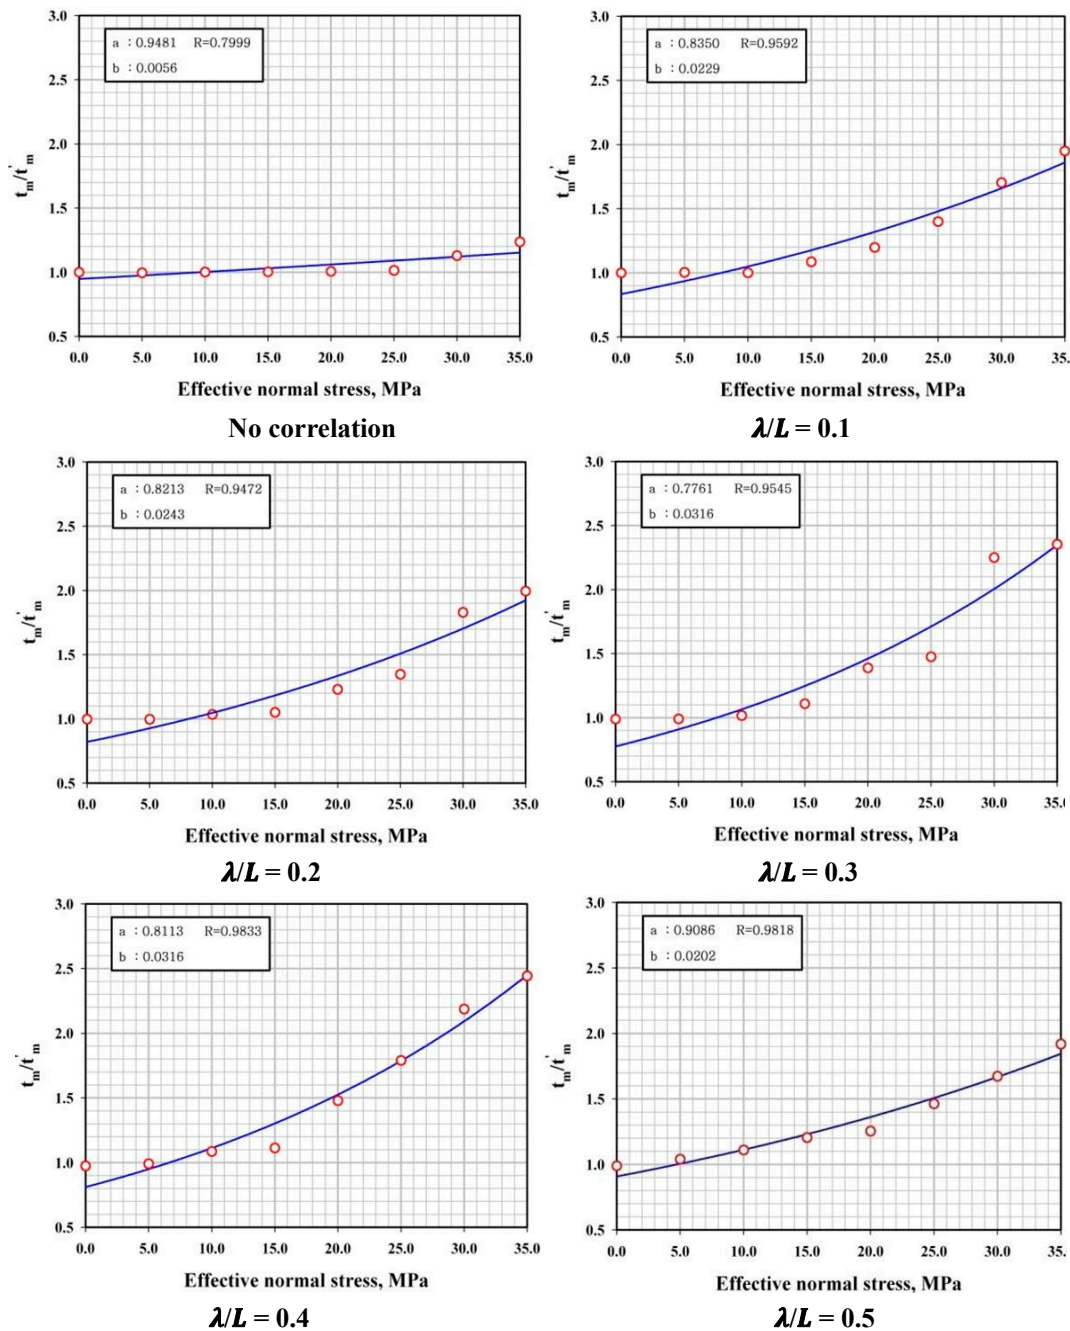 a : 0.9481 R=0.7999
b : 0.0056
3.0
2.5
2.0
1.5
1.0
0.5
tm/t'm
0.0 5.0 10.0 15.0 20.0 25.0 30.0 35.0
Effective normal stress, MPa
No correlation
a : 0.8350 R=0.9592
b : 0.0229
3.0
2.5
2.0
1.5
1.0
0.5
tm/t'm
0.0 5.0 10.0 15.0 20.0 25.0 30.0 35.
Effective normal stress, MPa
λ/L = 0.1
a : 0.8213 R=0.9472
b : 0.0243
3.0
2.5
2.0
1.5
1.0
0.5
tm/t'm
0.0 5.0 10.0 15.0 20.0 25.0 30.0 35.0
Effective normal stress, MPa
λ/L = 0.2
a : 0.7761 R=0.9545
b : 0.0316
3.0
2.5
2.0
1.5
1.0
0.5
tm/t'm
0.0 5.0 10.0 15.0 20.0 25.0 30.0 35.
Effective normal stress, MPa
λ/L = 0.3
a : 0.8113 R=0.9833
b : 0.0316
3.0
2.5
2.0
1.5
1.0
0.5
tm/t'm
0.0 5.0 10.0 15.0 20.0 25.0 30.0 35.0
Effective normal stress, MPa
λ/L = 0.4
a : 0.9086 R=0.9818
b : 0.0202
3.0
2.5
2.0
1.5
1.0
0.5
tm/t'm
0.0 5.0 10.0 15.0 20.0 25.0 30.0 35.
Effective normal stress, MPa
λ/L = 0.5